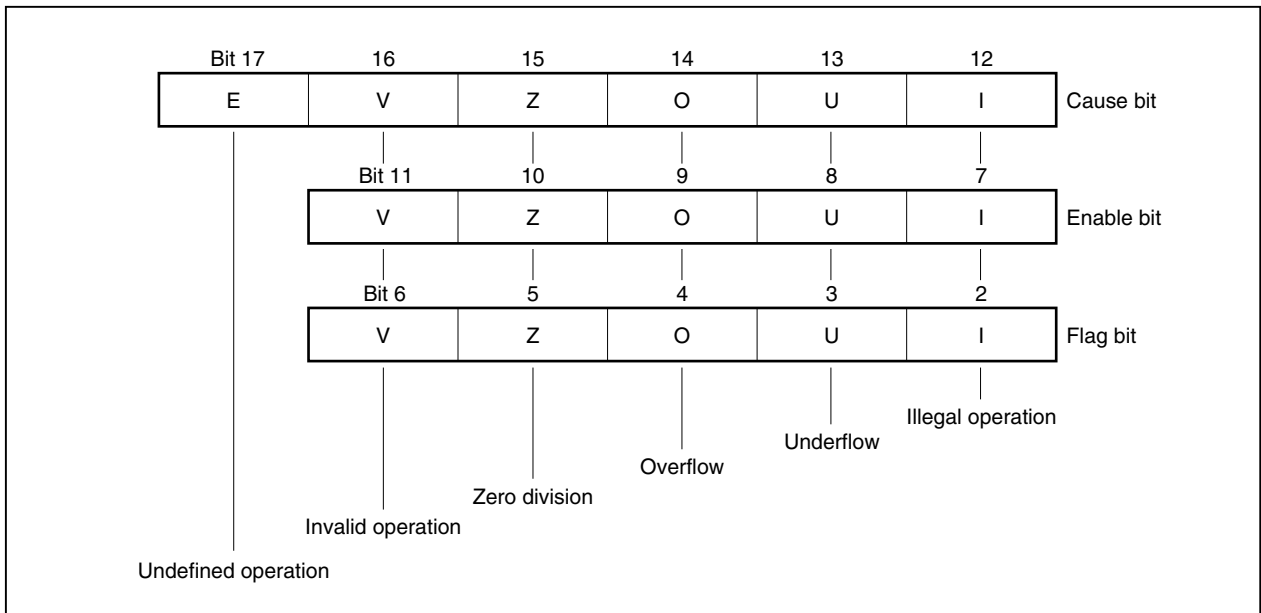 Bit 17 16 15 14 13 12
E V Z O U I Cause bit
Bit 11 10 9 8 7
V Z O U I Enable bit
Bit 6 5 4 3 2
V Z O U I Flag bit
Illegal operation
Underflow
Overflow
Zero division
Invalid operation
Undefined operation